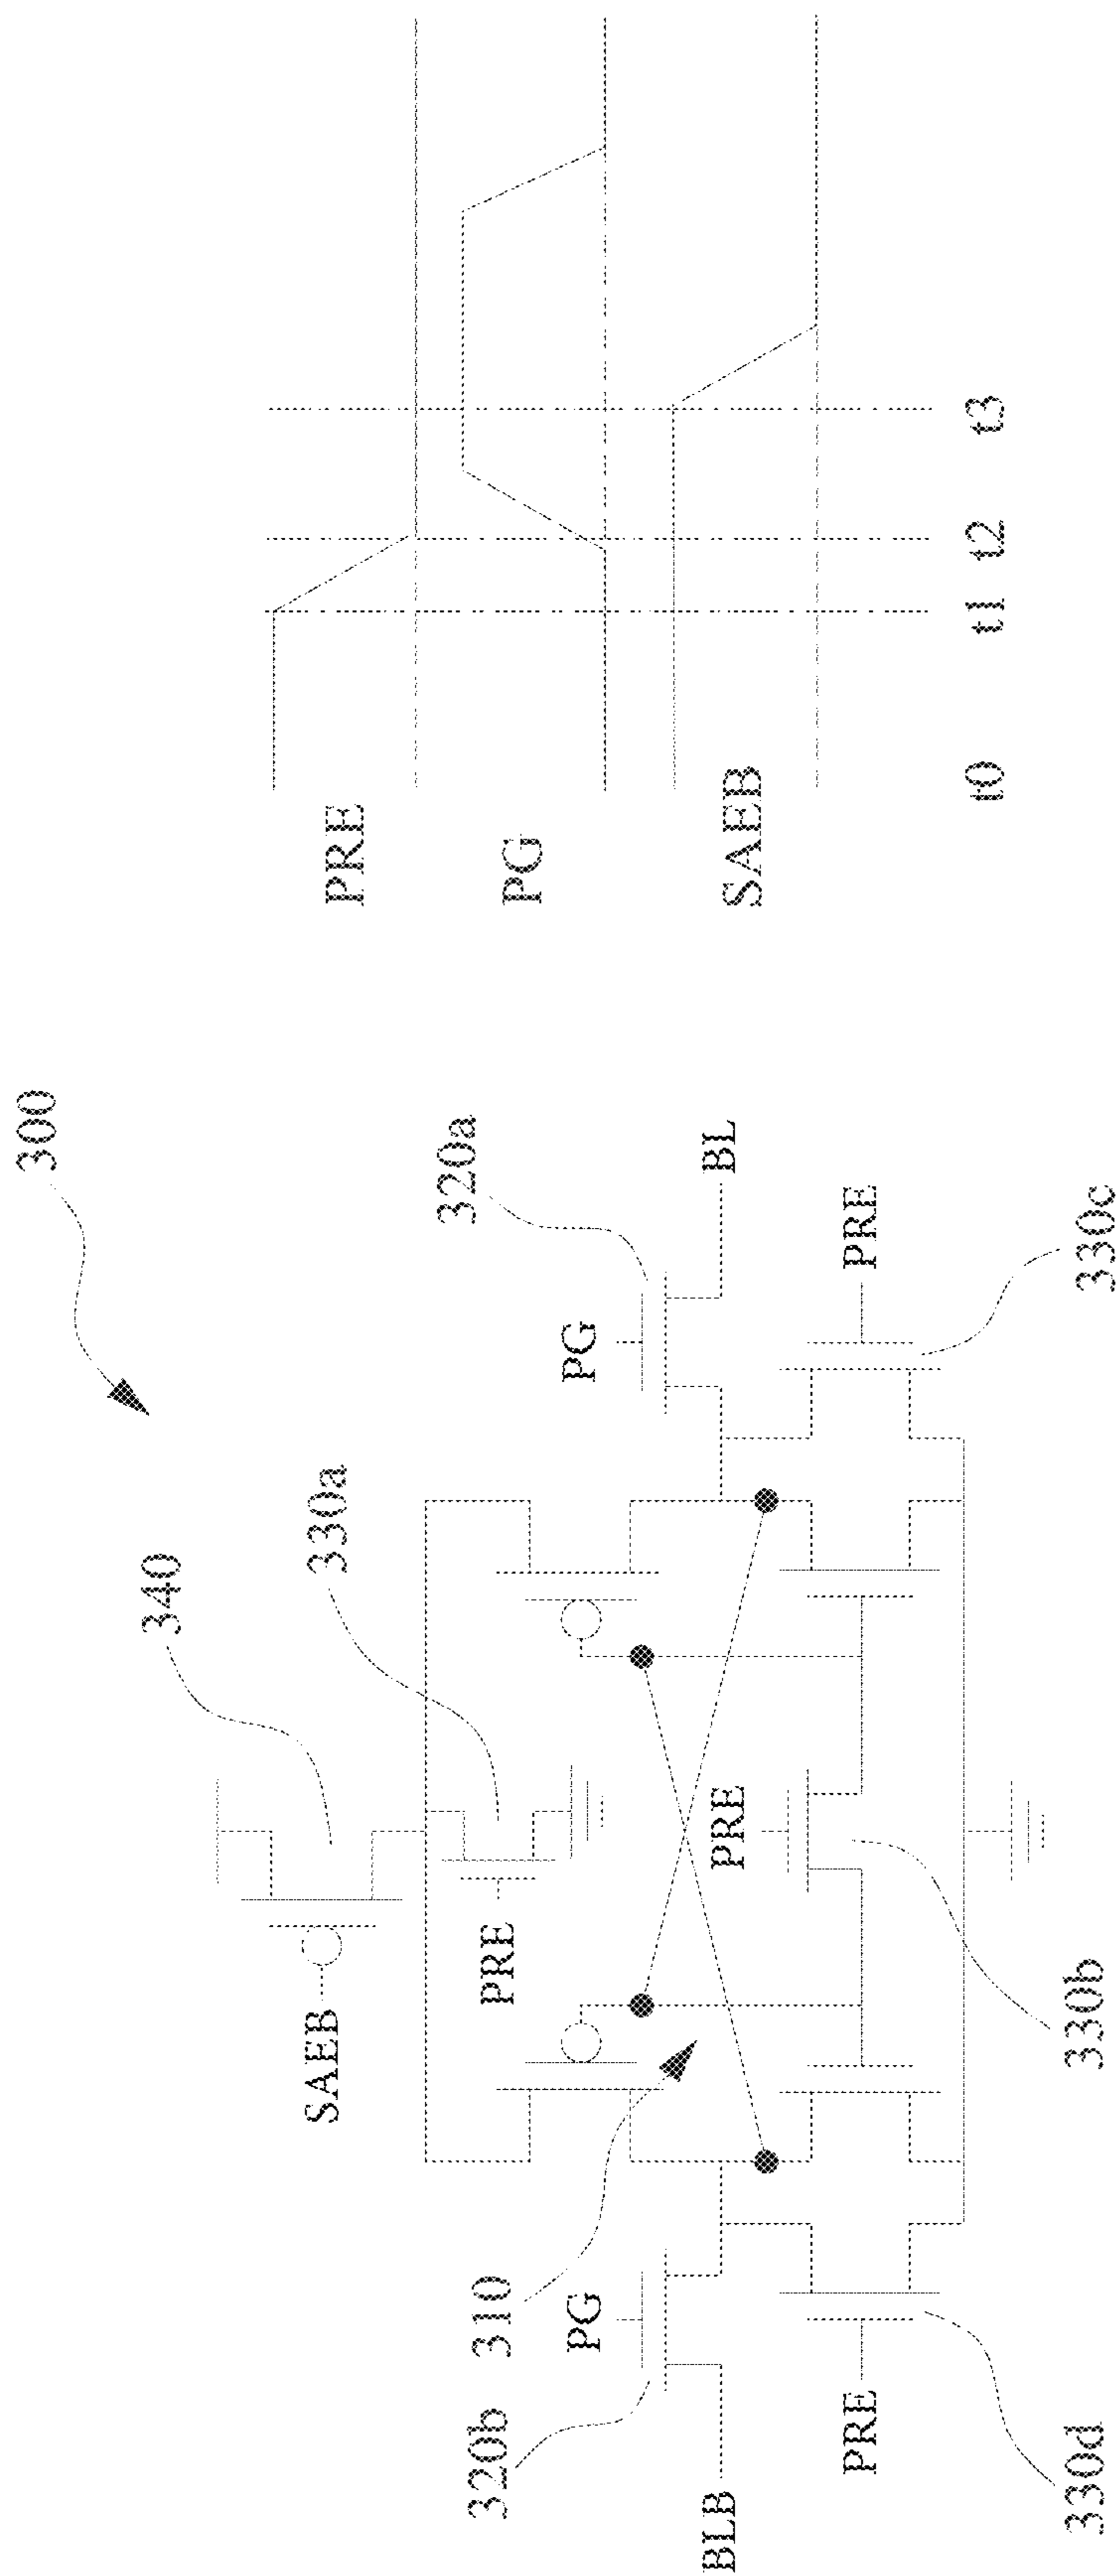 300
340
330a
SAEB
PRE
320a
PG
BL
PRE
330c
PRE
330b
310
320b
PG
BLB
PRE
330d
PRE
PG
SAEB
t0
t1
t2
t3